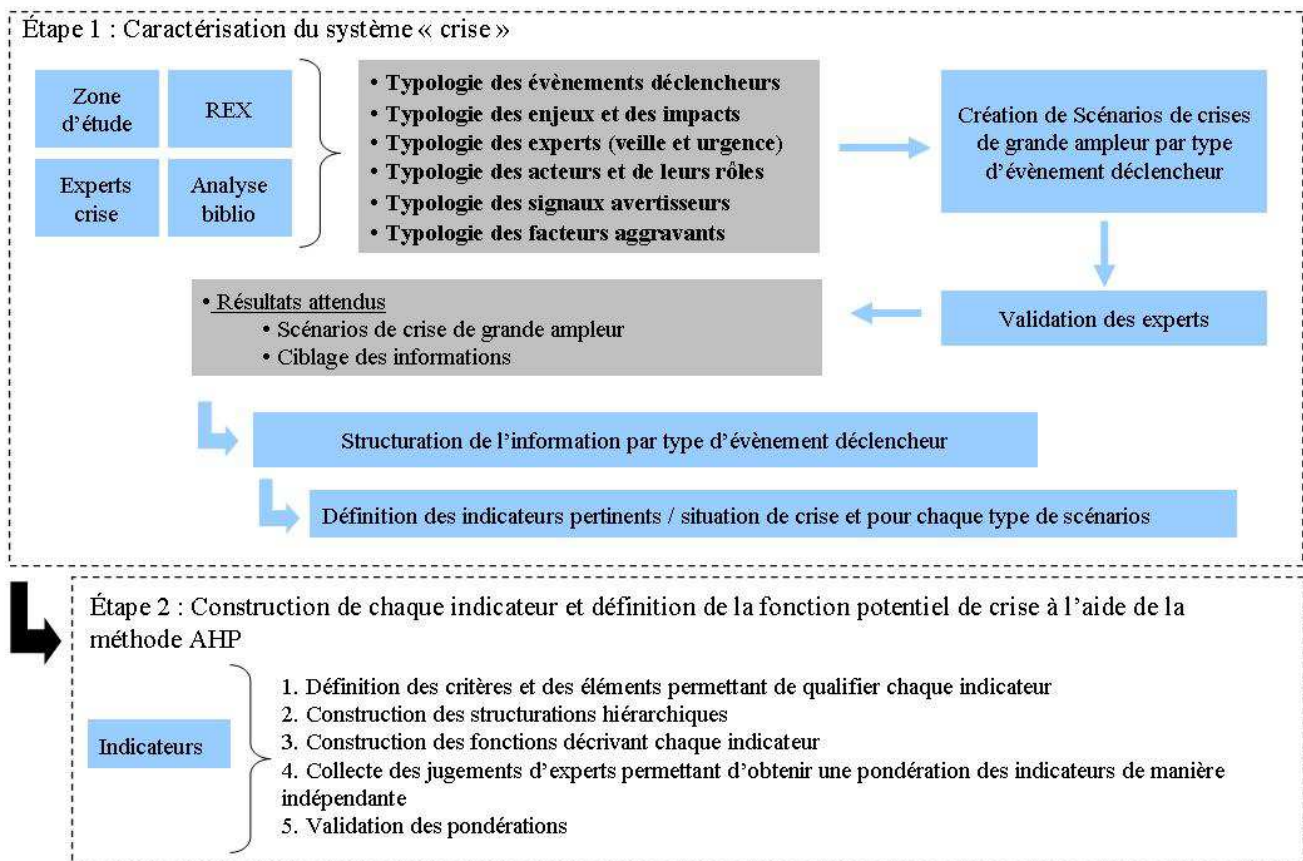 Étape 1 : Caractérisation du système « crise »
Zone
d'étude
REX
Experts
crise
Analyse
biblio
• Typologie des évènements déclencheurs
• Typologie des enjeux et des impacts
• Typologie des experts (veille et urgence)
• Typologie des acteurs et de leurs rôles
• Typologie des signaux avertisseurs
• Typologie des facteurs aggravants
Création de Scénarios de crises
de grande ampleur par type
d'évènement déclencheur
Validation des experts
• Résultats attendus
• Scénarios de crise de grande ampleur
• Ciblage des informations
Structuration de l'information par type d'évènement déclencheur
Définition des indicateurs pertinents / situation de crise et pour chaque type de scénarios
Étape 2 : Construction de chaque indicateur et définition de la fonction potentiel de crise à l'aide de la
méthode AHP
Indicateurs
1. Définition des critères et des éléments permettant de qualifier chaque indicateur
2. Construction des structurations hiérarchiques
3. Construction des fonctions décrivant chaque indicateur
4. Collecte des jugements d'experts permettant d'obtenir une pondération des indicateurs de manière
indépendante
5. Validation des pondérations